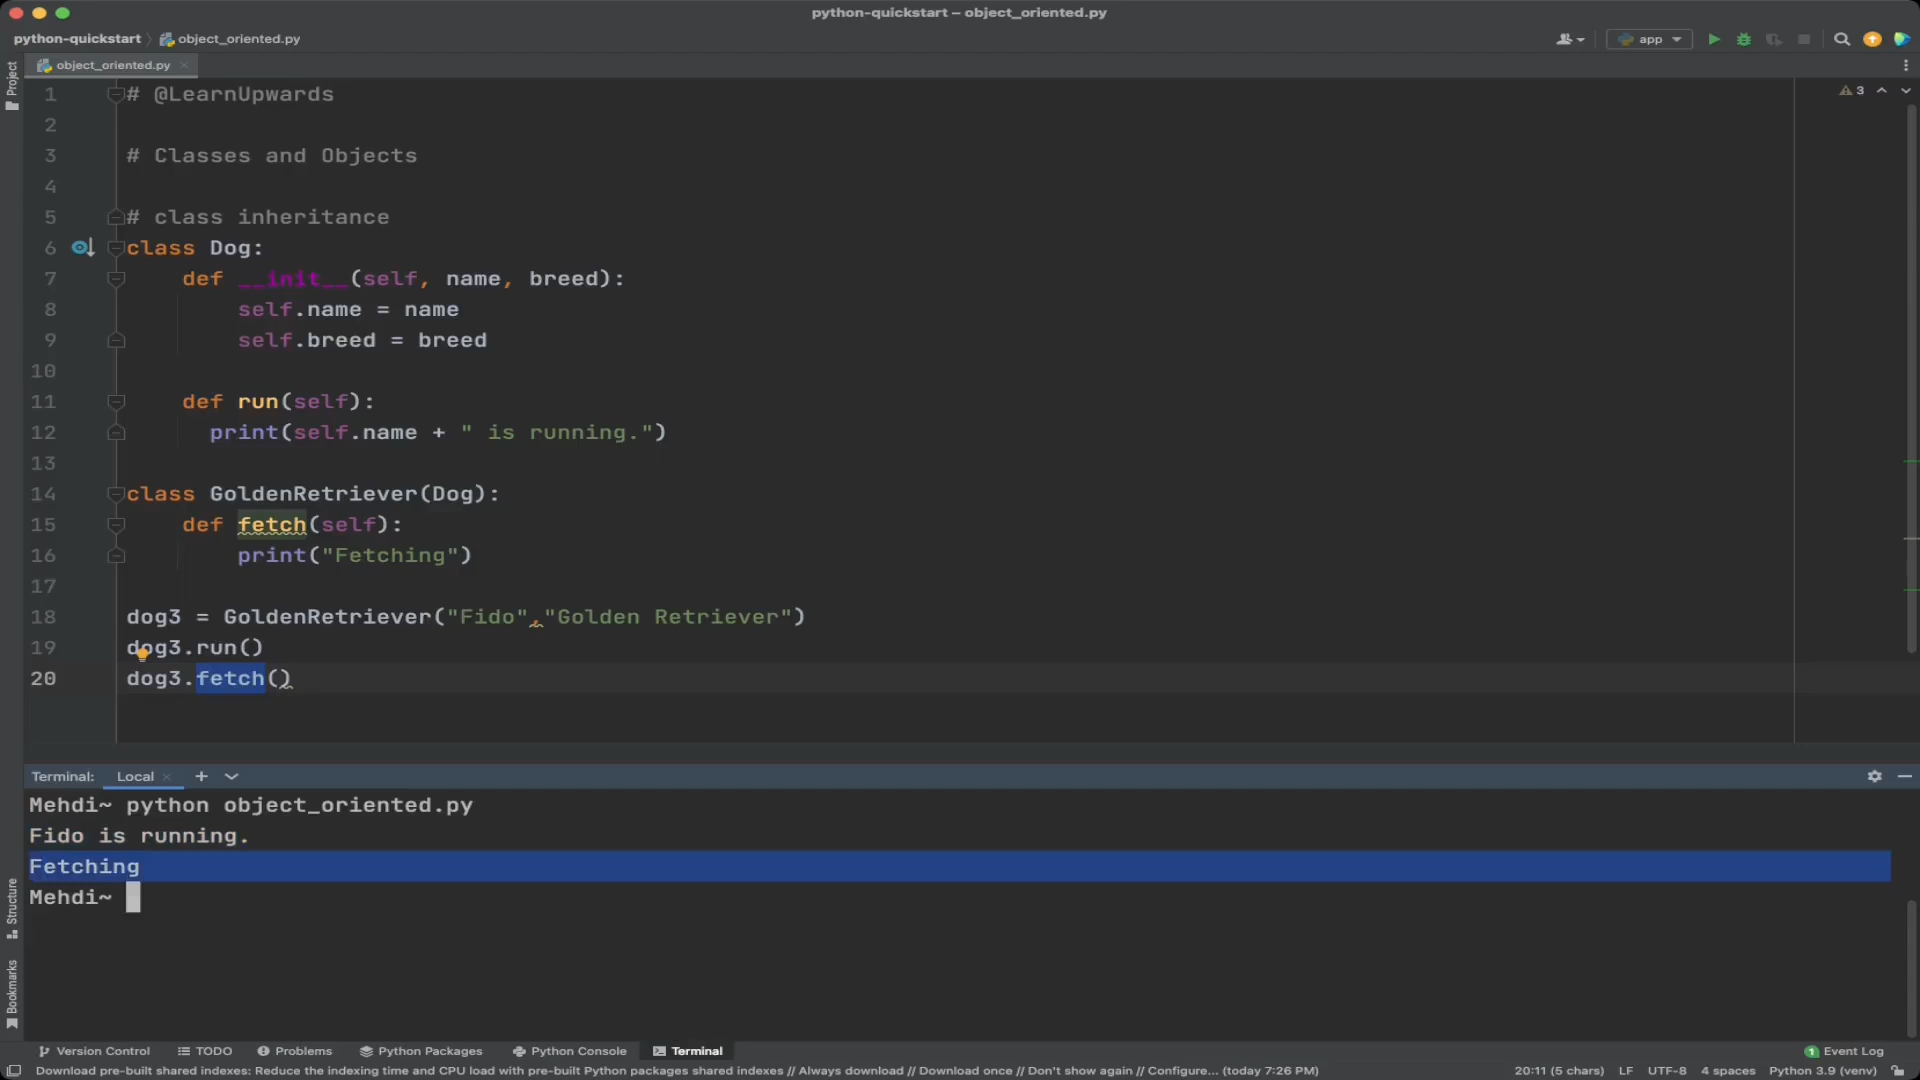 python-quickstart – object_oriented.py
python-quickstart object_oriented.py
app
Project
object_oriented.py
3
1 # @LearnUpwards
2
3 # Classes and Objects
4
5 # class inheritance
6 class Dog:
7 def __init__(self, name, breed):
8 self.name = name
9 self.breed = breed
10
11 def run(self):
12 print(self.name + " is running.")
13
14 class GoldenRetriever(Dog):
15 def fetch(self):
16 print("Fetching")
17
18 dog3 = GoldenRetriever("Fido","Golden Retriever")
19 dog3.run()
20 dog3.fetch()
Terminal: Local
Mehdi~ python object_oriented.py
Fido is running.
Fetching
Mehdi~
Structure
Bookmarks
Version Control TODO Problems Python Packages Python Console Terminal 1 Event Log
Download pre-built shared indexes: Reduce the indexing time and CPU load with pre-built Python packages shared indexes // Always download // Download once // Don't show again // Configure... (today 7:26 PM) 20:11 (5 chars) LF UTF-8 4 spaces Python 3.9 (venv)